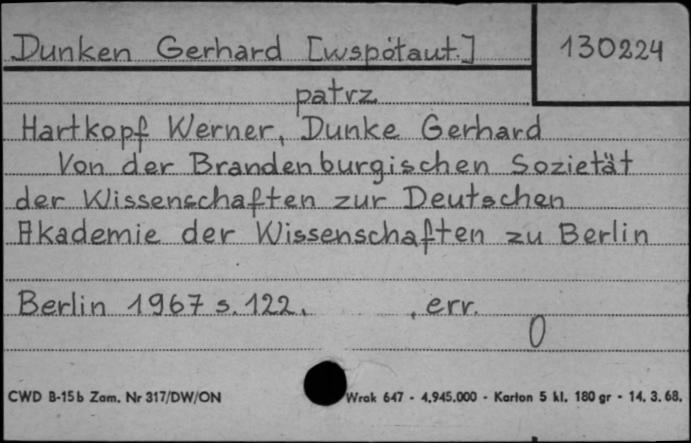 Dunken Gerhard [wspótaut.] 130224
patrz
Hartkopf Werner, Dunke Gerhard
Von der Brandenburgischen Sozietät
der Wissenschaften zur Deutschen
Akademie der Wissenschaften zu Berlin
Berlin 1967 s. 122. , err.
0
CWD B-15b Zam. Nr 317/DW/ON Wrak 647 - 4.945.000 - Karton 5 kl. 180 gr - 14. 3. 68.